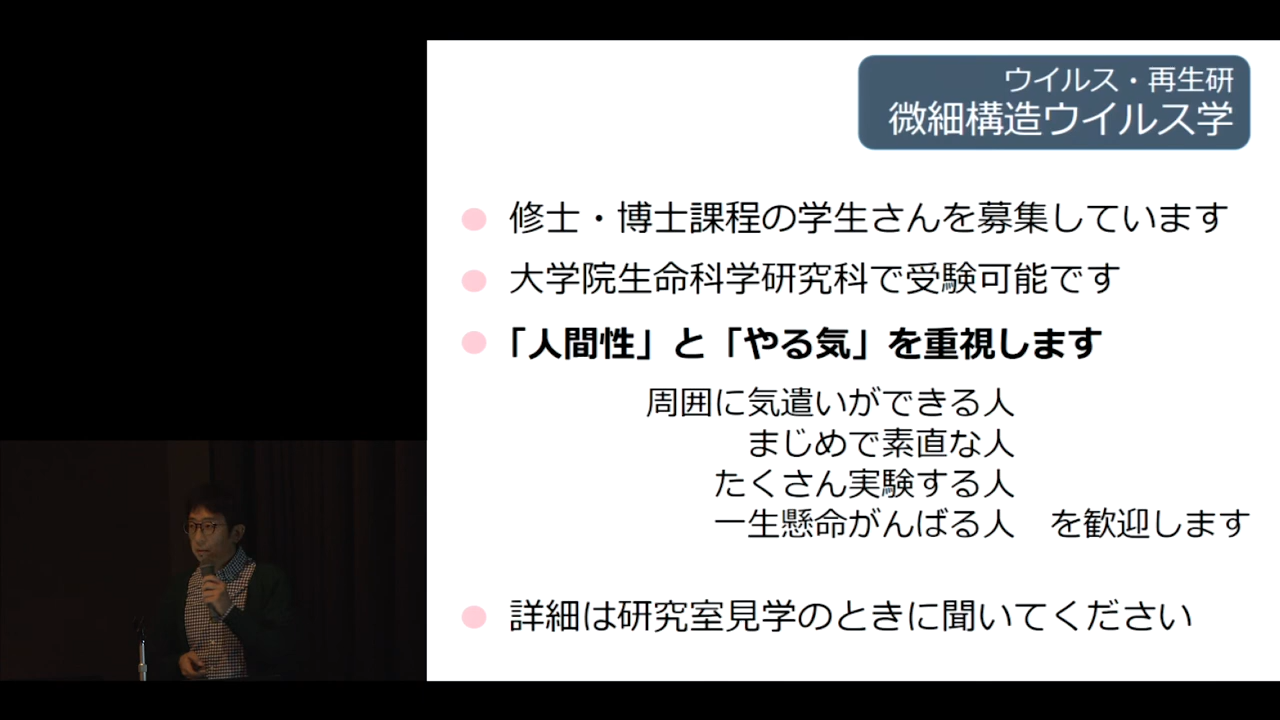 ウイルス・再生研
微細構造ウイルス学
修士・博士課程の学生さんを募集しています
大学院生命科学研究科で受験可能です
「人間性」と「やる気」を重視します
周囲に気遣いができる人
まじめで素直な人
たくさん実験する人
一生懸命がんばる人 を歓迎します
詳細は研究室見学のときに聞いてください